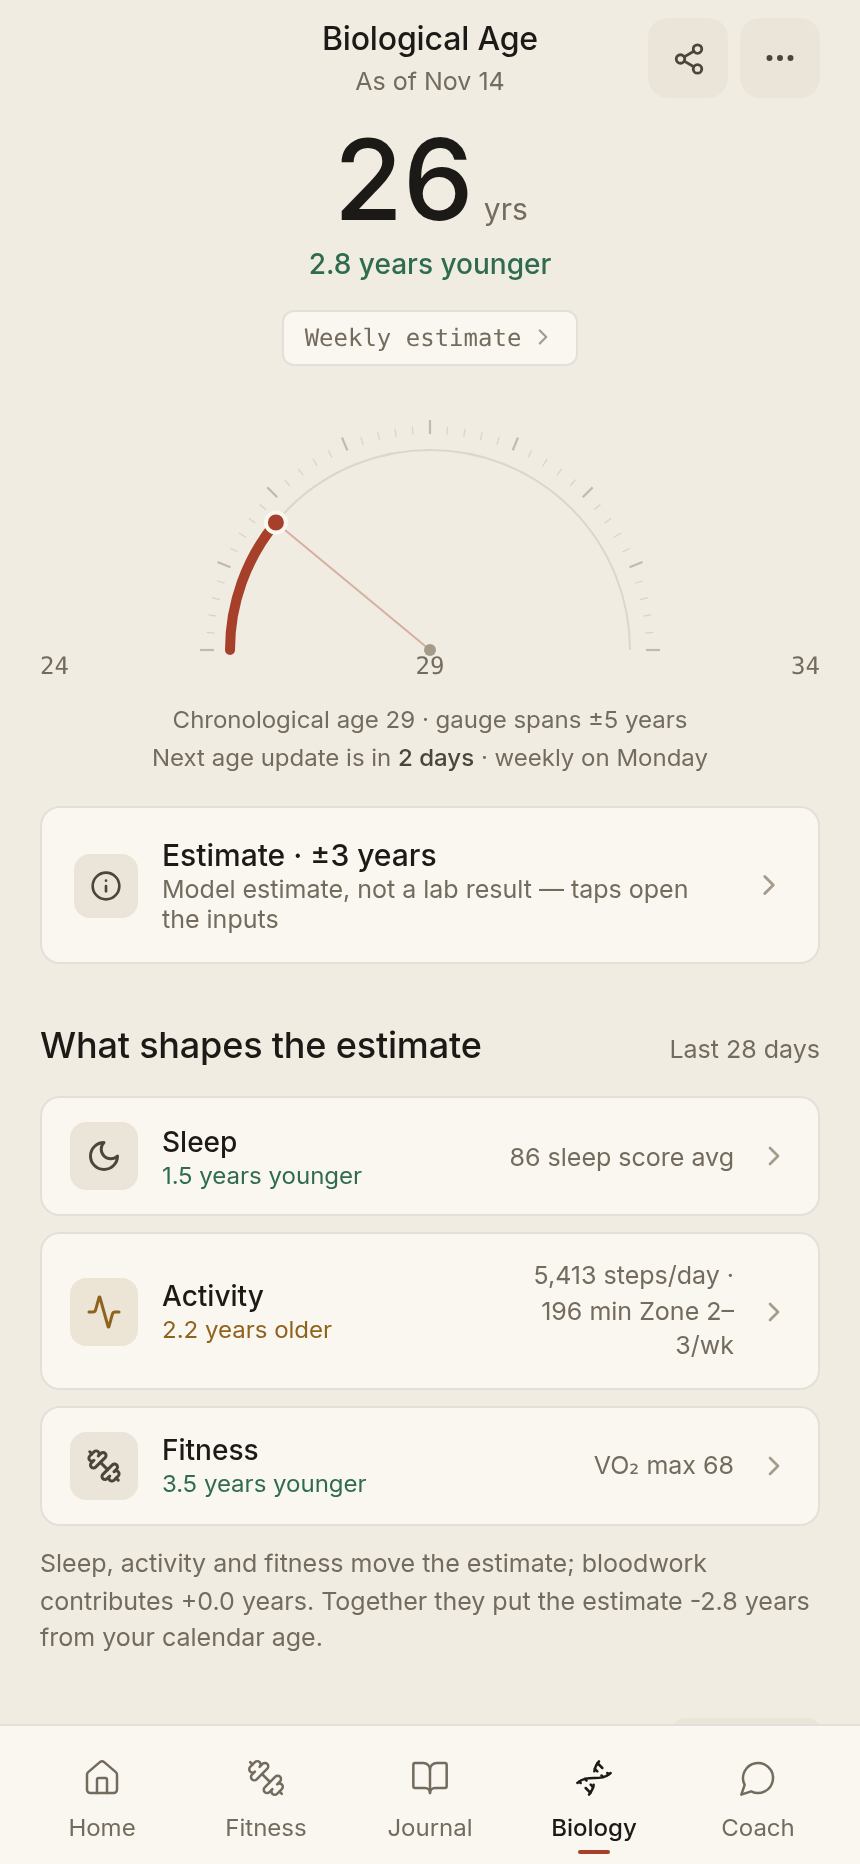 Biological Age
As of Nov 14
26 yrs
2.8 years younger
Weekly estimate
24
29
34
Chronological age 29 · gauge spans ±5 years
Next age update is in 2 days · weekly on Monday
Estimate · ±3 years
Model estimate, not a lab result — taps open
the inputs
What shapes the estimate
Last 28 days
Sleep
1.5 years younger
86 sleep score avg
Activity
2.2 years older
5,413 steps/day ·
196 min Zone 2–
3/wk
Fitness
3.5 years younger
VO₂ max 68
Sleep, activity and fitness move the estimate; bloodwork
contributes +0.0 years. Together they put the estimate -2.8 years
from your calendar age.
Home
Fitness
Journal
Biology
Coach